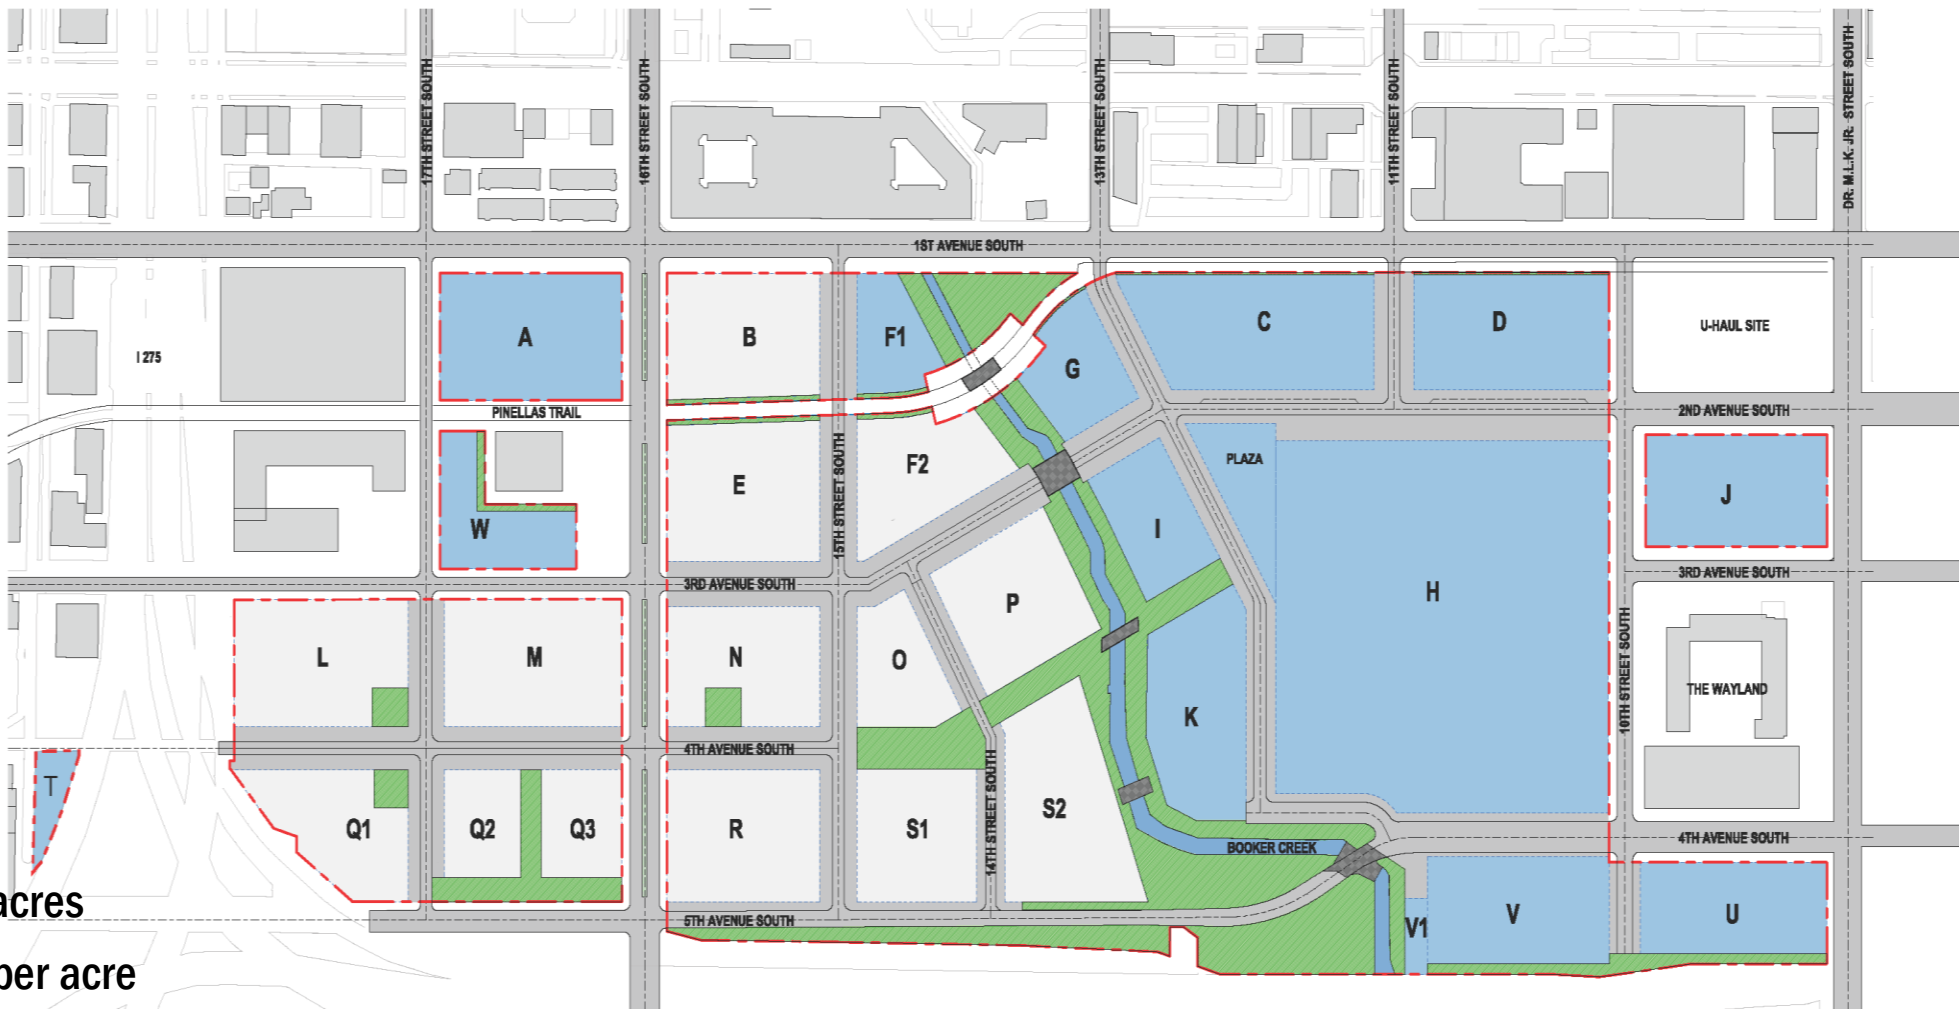 17TH STREET SOUTH
16TH STREET SOUTH
13TH STREET SOUTH
11TH STREET SOUTH
DR. M.L.K. JR. STREET SOUTH
1ST AVENUE SOUTH
A
B
F1
G
C
D
U-HAUL SITE
I 275
PINELLAS TRAIL
2ND AVENUE SOUTH
W
E
F2
PLAZA
J
I
15TH STREET SOUTH
3RD AVENUE SOUTH
3RD AVENUE SOUTH
H
P
L
M
N
O
K
10TH STREET SOUTH
THE WAYLAND
4TH AVENUE SOUTH
T
Q1
Q2
Q3
R
S1
14TH STREET SOUTH
S2
BOOKER CREEK
4TH AVENUE SOUTH
acres
5TH AVENUE SOUTH
V1
V
U
per acre